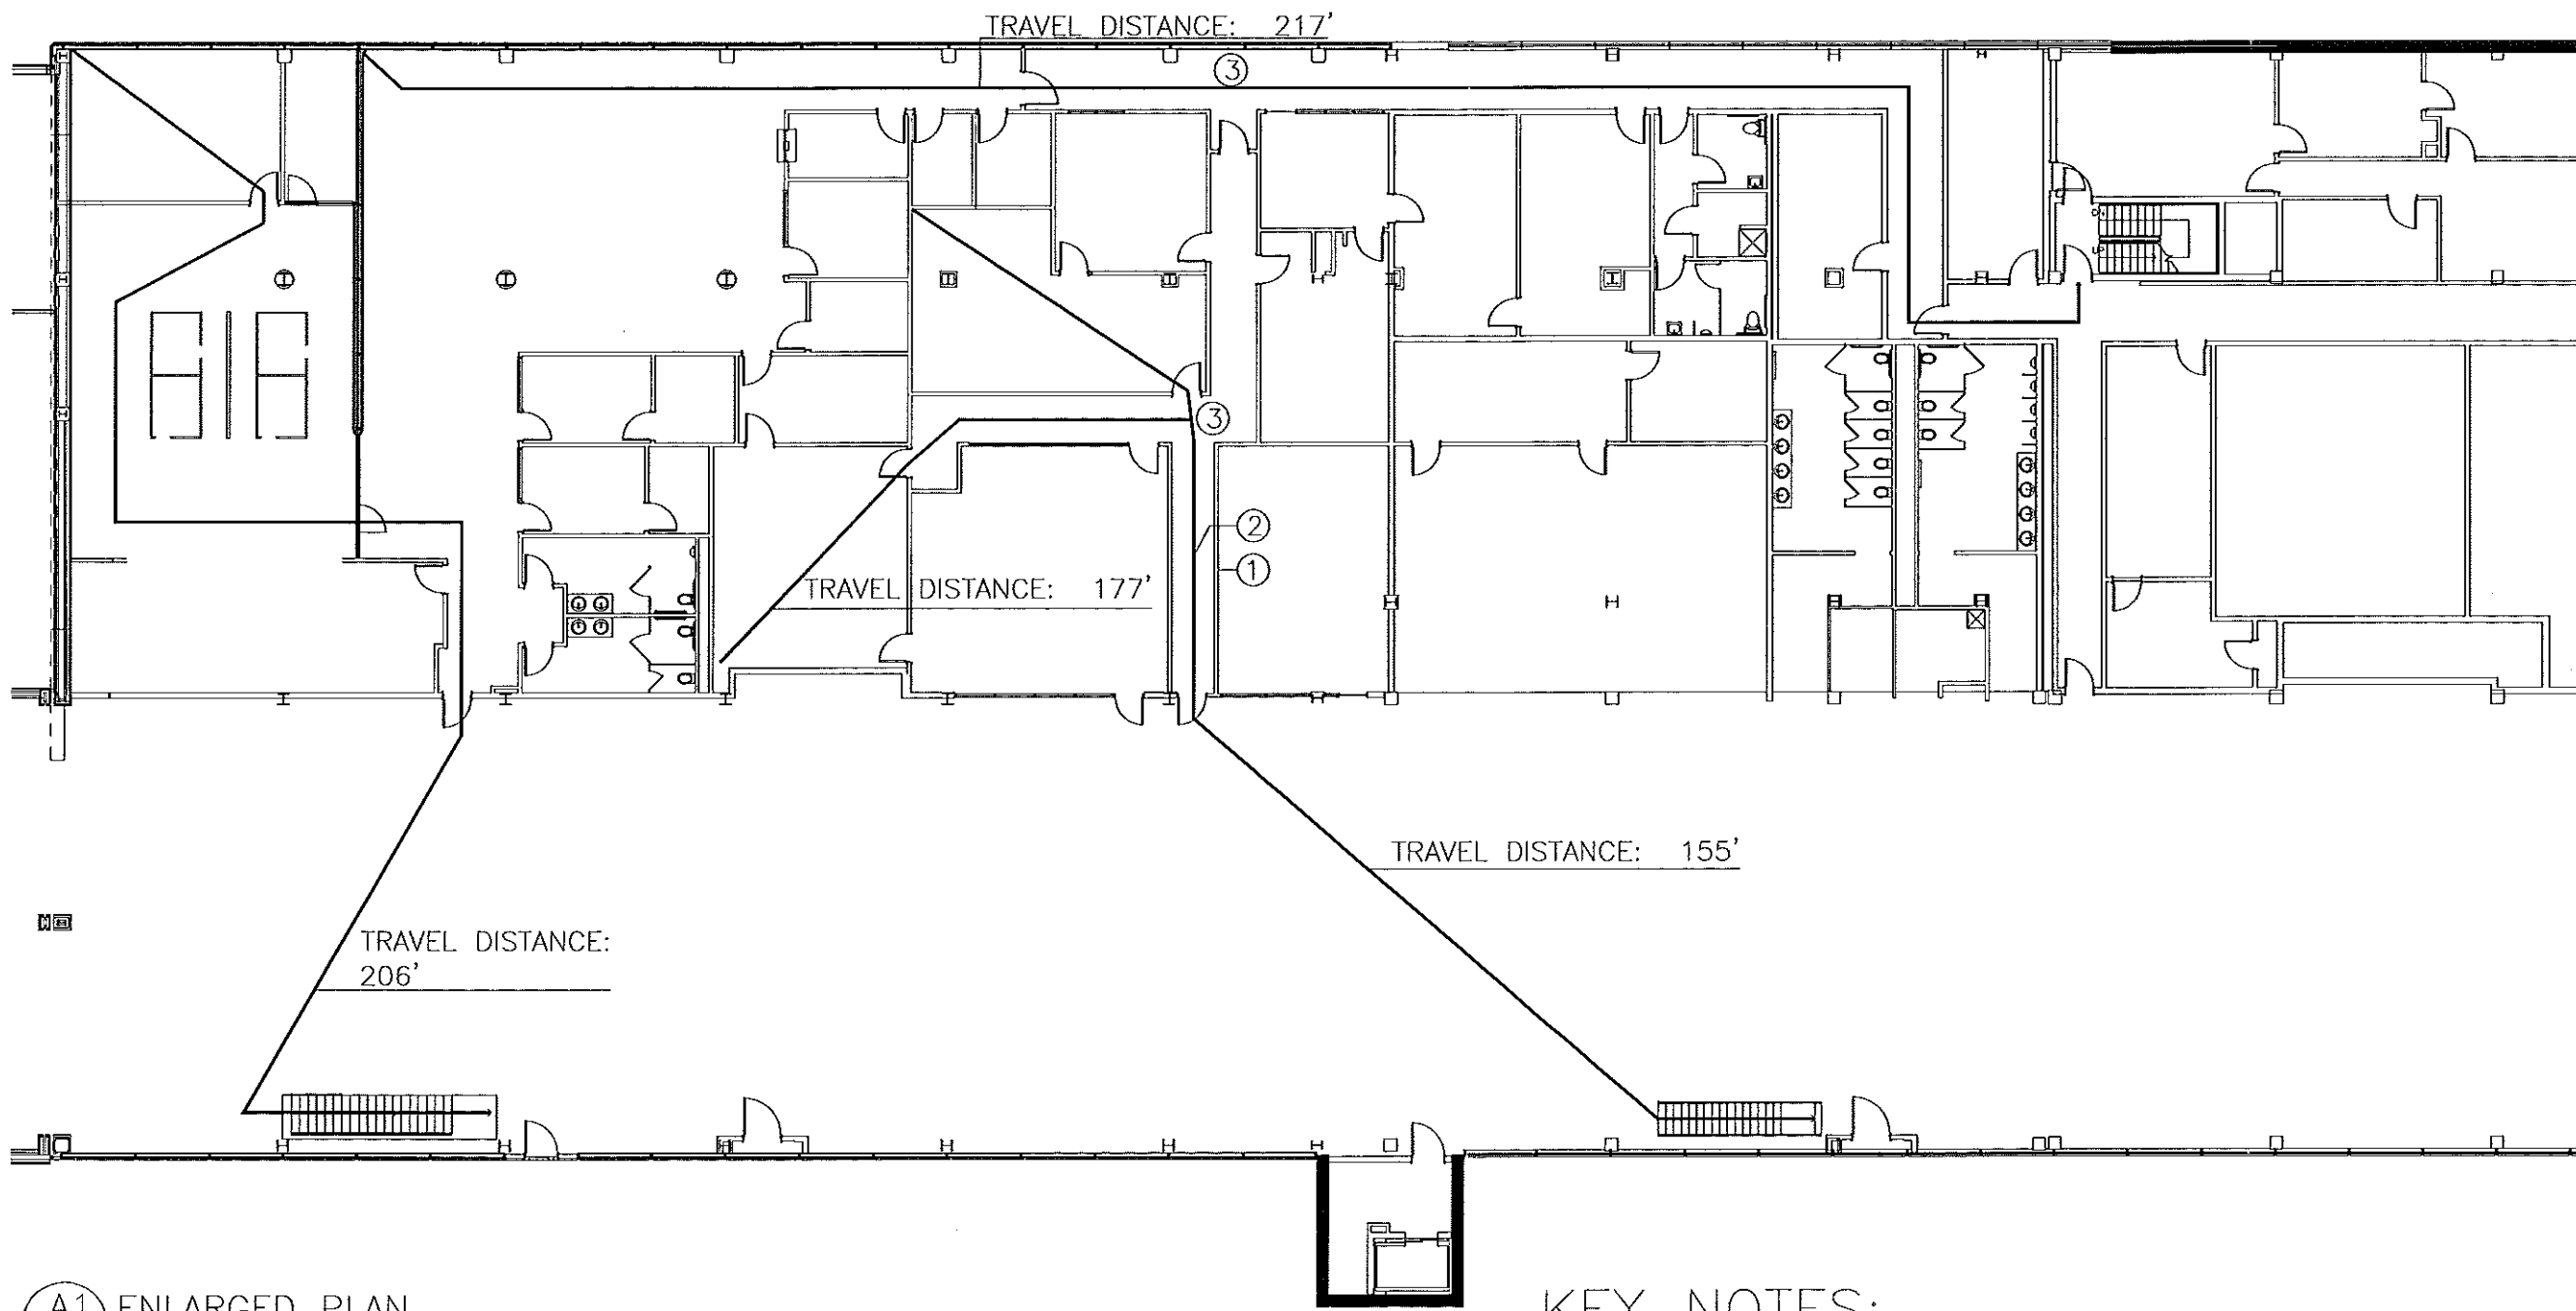 TRAVEL DISTANCE: 217'
3
3
2
1
TRAVEL DISTANCE: 177'
TRAVEL DISTANCE: 155'
TRAVEL DISTANCE:
206'
A1 ENLARGED PLAN
KEY NOTES: